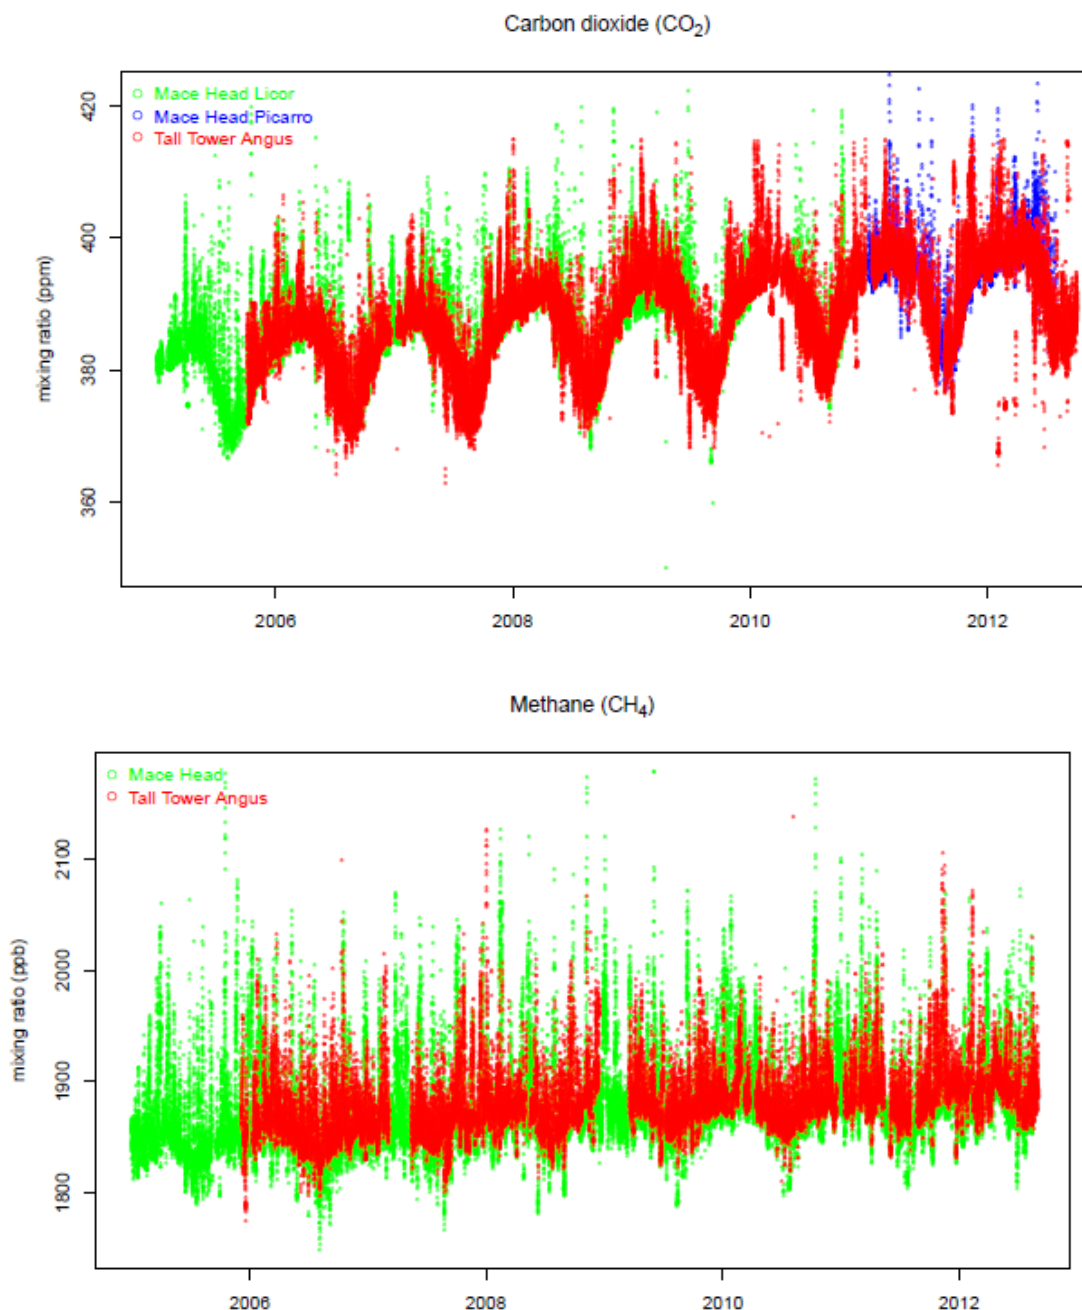 Carbon dioxide (CO₂)
Mace Head Licor
Mace Head Picarro
Tall Tower Angus
mixing ratio (ppm)
420
400
380
360
2006 2008 2010 2012
Methane (CH₄)
Mace Head
Tall Tower Angus
mixing ratio (ppb)
2100
2000
1900
1800
2006 2008 2010 2012